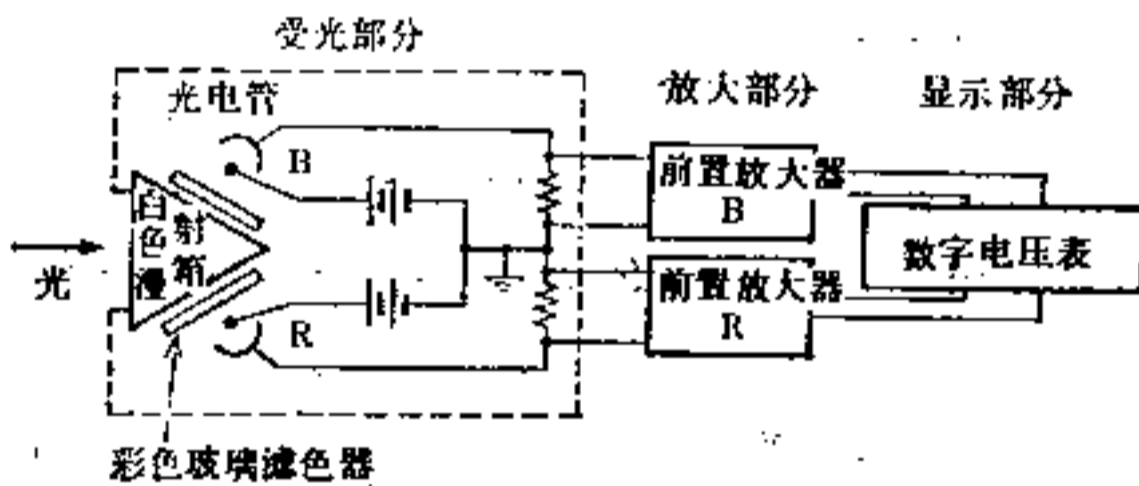 受光部分
放大部分
显示部分
光电管
B
R
白色漫
射箱
光
前置放大器
B
前置放大器
R
数字电压表
彩色玻璃滤色器